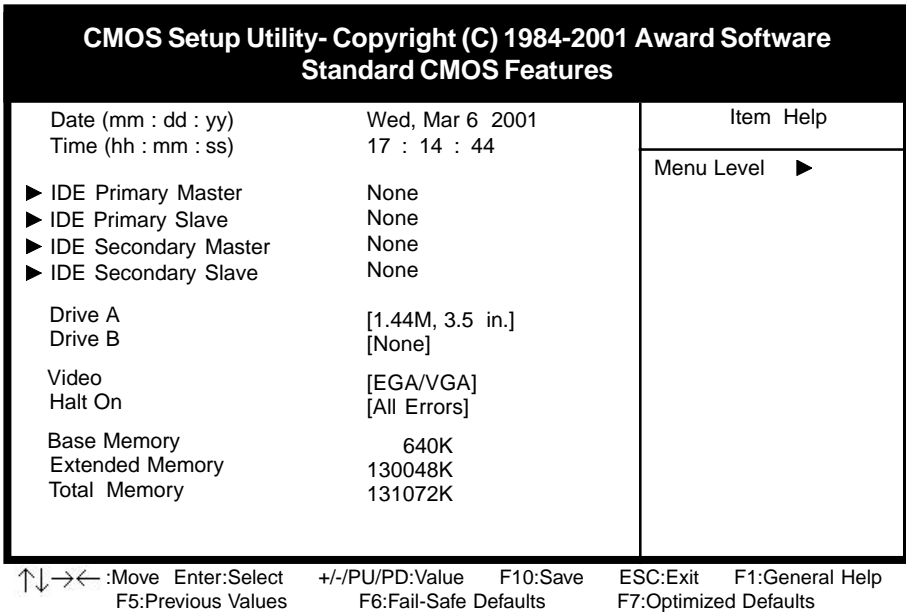 CMOS Setup Utility- Copyright (C) 1984-2001 Award Software
Standard CMOS Features
Date (mm : dd : yy) Wed, Mar 6 2001
Time (hh : mm : ss) 17 : 14 : 44
▶ IDE Primary Master None
▶ IDE Primary Slave None
▶ IDE Secondary Master None
▶ IDE Secondary Slave None
Drive A [1.44M, 3.5 in.]
Drive B [None]
Video [EGA/VGA]
Halt On [All Errors]
Base Memory 640K
Extended Memory 130048K
Total Memory 131072K
Item Help
Menu Level ▶
↑↓→← :Move Enter:Select +/-/PU/PD:Value F10:Save ESC:Exit F1:General Help
F5:Previous Values F6:Fail-Safe Defaults F7:Optimized Defaults